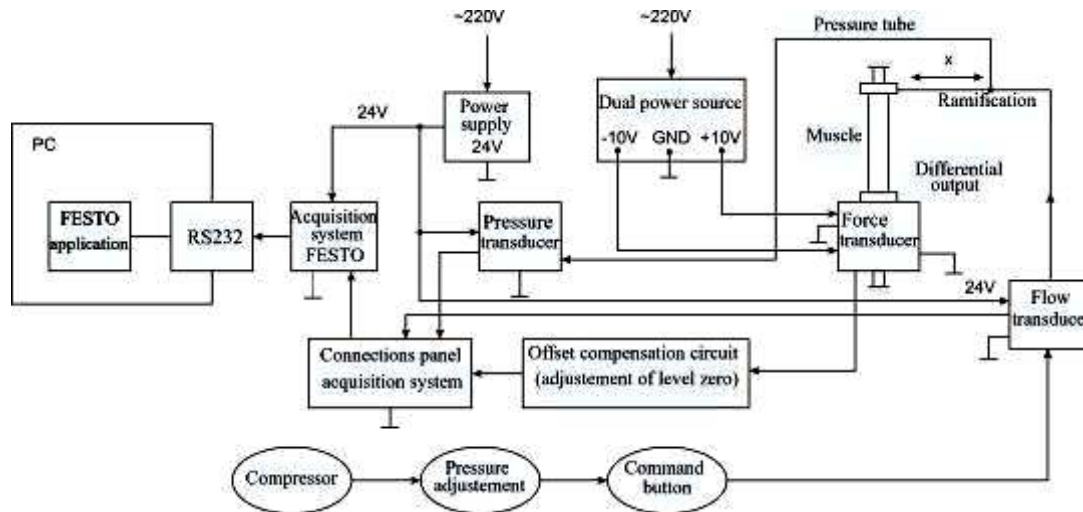 ~220V
~220V
Pressure tube
x
Power
supply
24V
24V
Dual power source
-10V GND +10V
Ramification
Muscle
PC
Differential
output
FESTO
application
RS232
Acquisition
system
FESTO
Pressure
transducer
Force
transducer
24V
Flow
transduce
Connections panel
acquisition system
Offset compensation circuit
(adjustement of level zero)
Compressor
Pressure
adjustement
Command
button